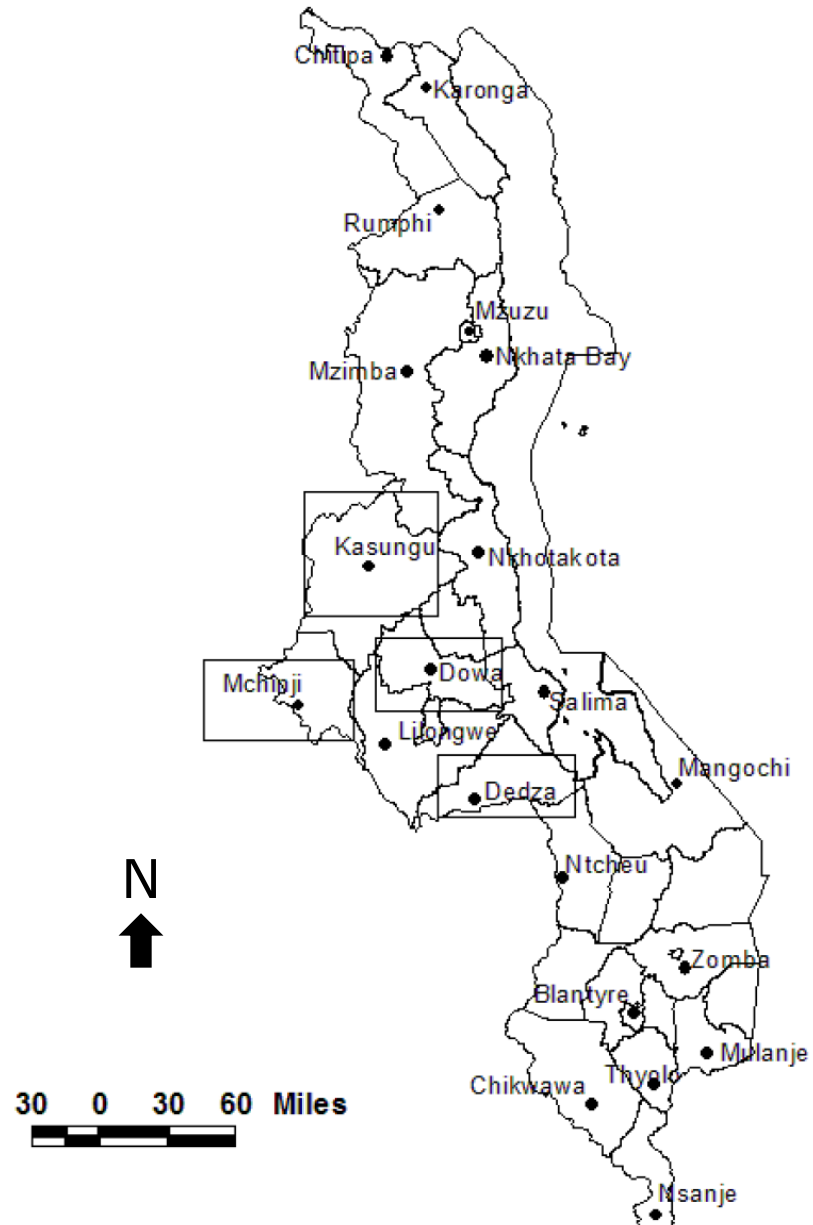 Chitipa
Karonga
Rumphi
Mzuzu
Nkhata Bay
Mzimba
Kasungu
Nkhotakota
Dowa
Mchinji
Salima
Lilongwe
Mangochi
Dedza
N
Ntcheu
Zomba
Blantyre
Mulanje
Thyolo
Chikwawa
30 0 30 60 Miles
Nsanje